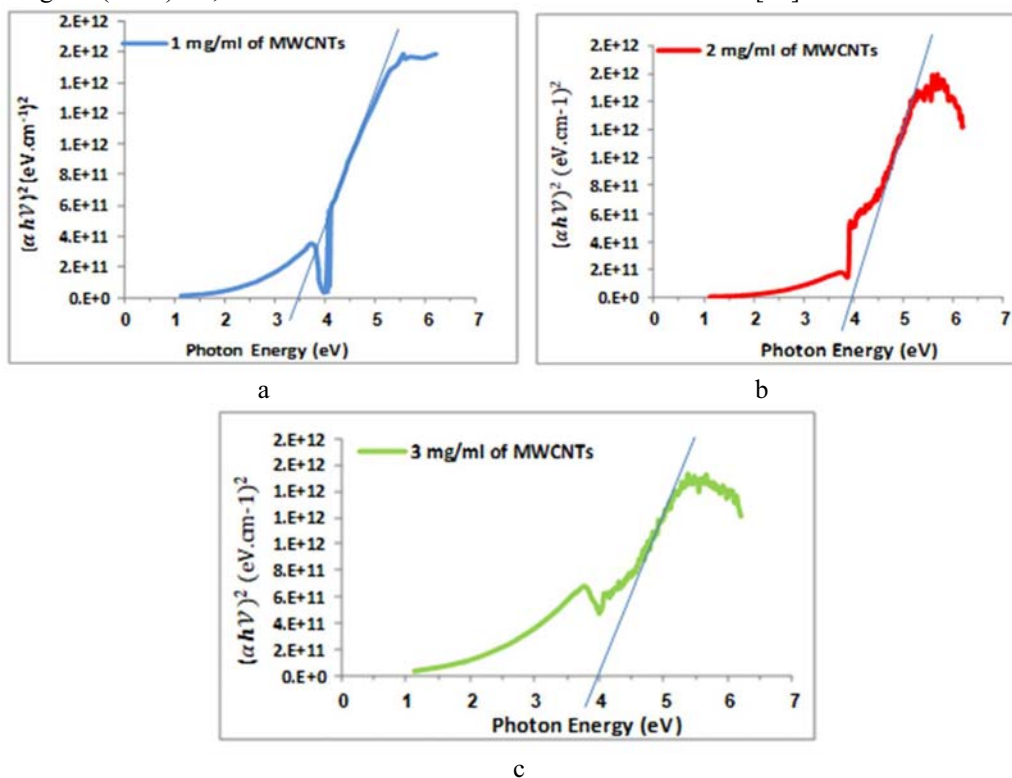 2.E+12
2.E+12
1.E+12
1.E+12
1.E+12
8.E+11
6.E+11
4.E+11
2.E+11
0.E+0
(αhV)² (eV.cm⁻¹)²
1 mg/ml of MWCNTs
0 1 2 3 4 5 6 7
Photon Energy (eV)
a
2.E+12
2.E+12
1.E+12
1.E+12
1.E+12
8.E+11
6.E+11
4.E+11
2.E+11
0.E+0
(αhV)² (eV.cm-1)²
2 mg/ml of MWCNTs
0 1 2 3 4 5 6 7
Photon Energy (eV)
b
2.E+12
2.E+12
1.E+12
1.E+12
1.E+12
8.E+11
6.E+11
4.E+11
2.E+11
0.E+0
(αhV)² (eV.cm-1)²
3 mg/ml of MWCNTs
0 1 2 3 4 5 6 7
Photon Energy (eV)
c